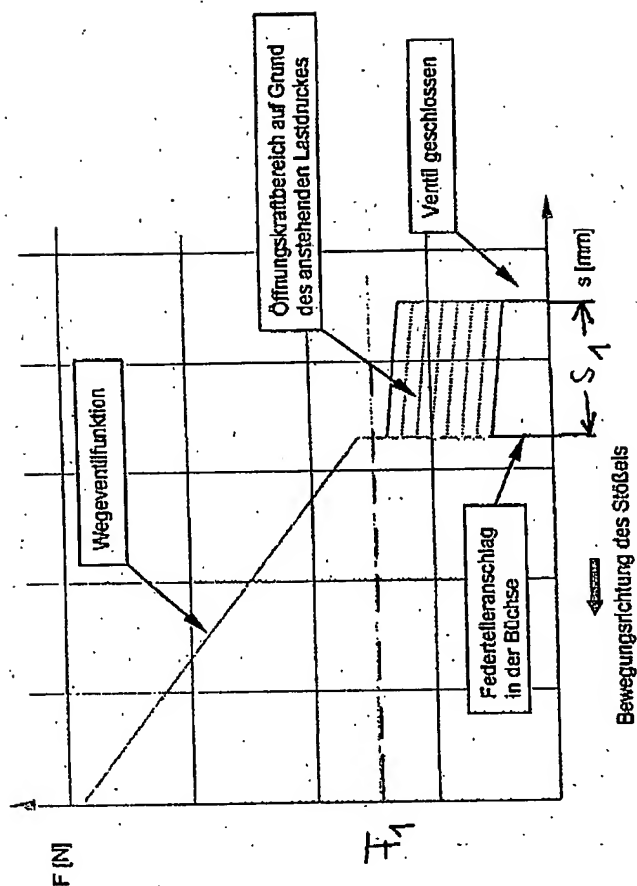 F [N]
Wegeventilfunktion
Öffnungskraftbereich auf Grund
des anstehenden Lastdruckes
F1
Federtelleranschlag
in der Büchse
Ventil geschlossen
s [mm]
S1
Bewegungsrichtung des Stößels